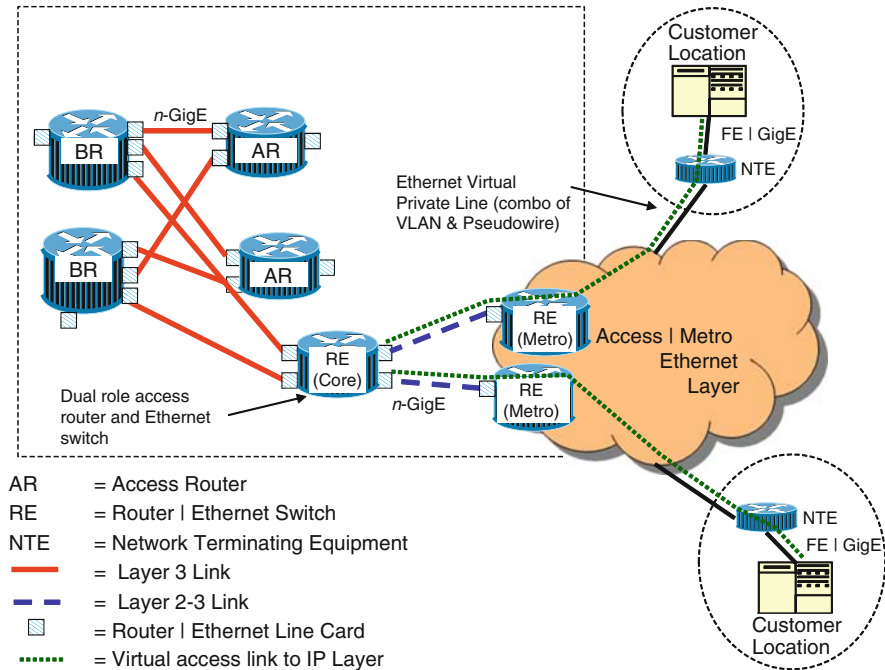 Customer
Location
n-GigE
BR
AR
FE | GigE
NTE
Ethernet Virtual
Private Line (combo of
VLAN & Pseudowire)
BR
AR
RE
(Metro)
Access | Metro
Ethernet
Layer
RE
(Core)
RE
(Metro)
Dual role access
router and Ethernet
switch
n-GigE
AR = Access Router
RE = Router | Ethernet Switch
NTE = Network Terminating Equipment
= Layer 3 Link
= Layer 2-3 Link
= Router | Ethernet Line Card
= Virtual access link to IP Layer
NTE
FE | GigE
Customer
Location